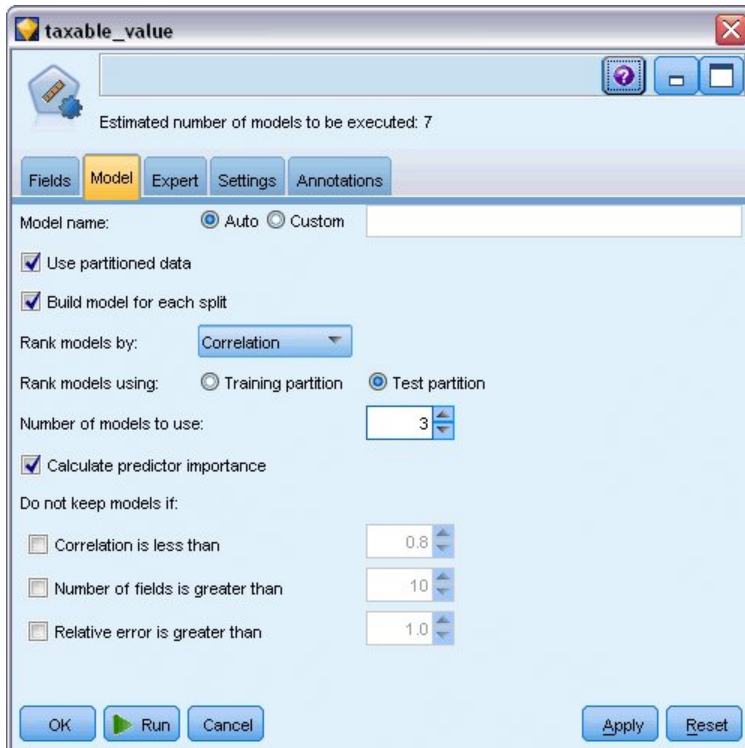 taxable_value
Estimated number of models to be executed: 7
Fields Model Expert Settings Annotations
Model name: Auto Custom
Use partitioned data
Build model for each split
Rank models by: Correlation
Rank models using: Training partition Test partition
Number of models to use: 3
Calculate predictor importance
Do not keep models if:
Correlation is less than 0.8
Number of fields is greater than 10
Relative error is greater than 1.0
OK Run Cancel Apply Reset